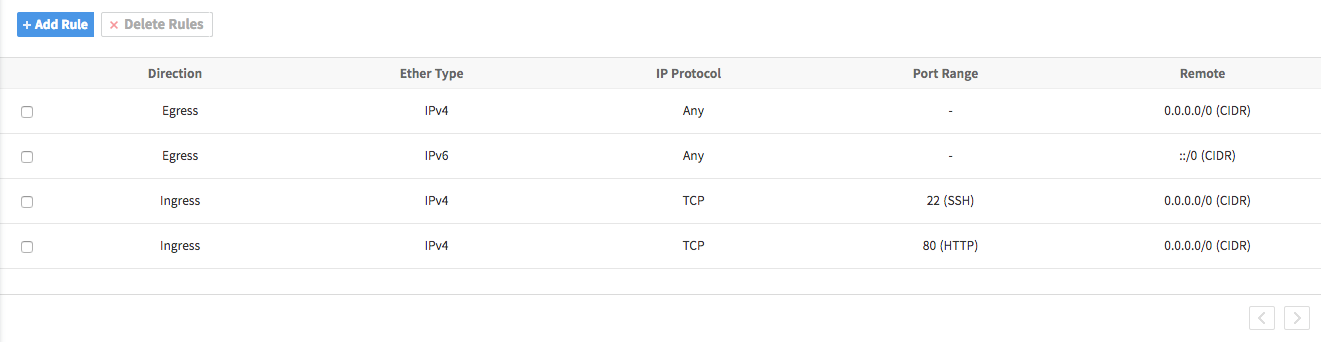 + Add Rule × Delete Rules
Direction Ether Type IP Protocol Port Range Remote
Egress IPv4 Any - 0.0.0.0/0 (CIDR)
Egress IPv6 Any - ::/0 (CIDR)
Ingress IPv4 TCP 22 (SSH) 0.0.0.0/0 (CIDR)
Ingress IPv4 TCP 80 (HTTP) 0.0.0.0/0 (CIDR)